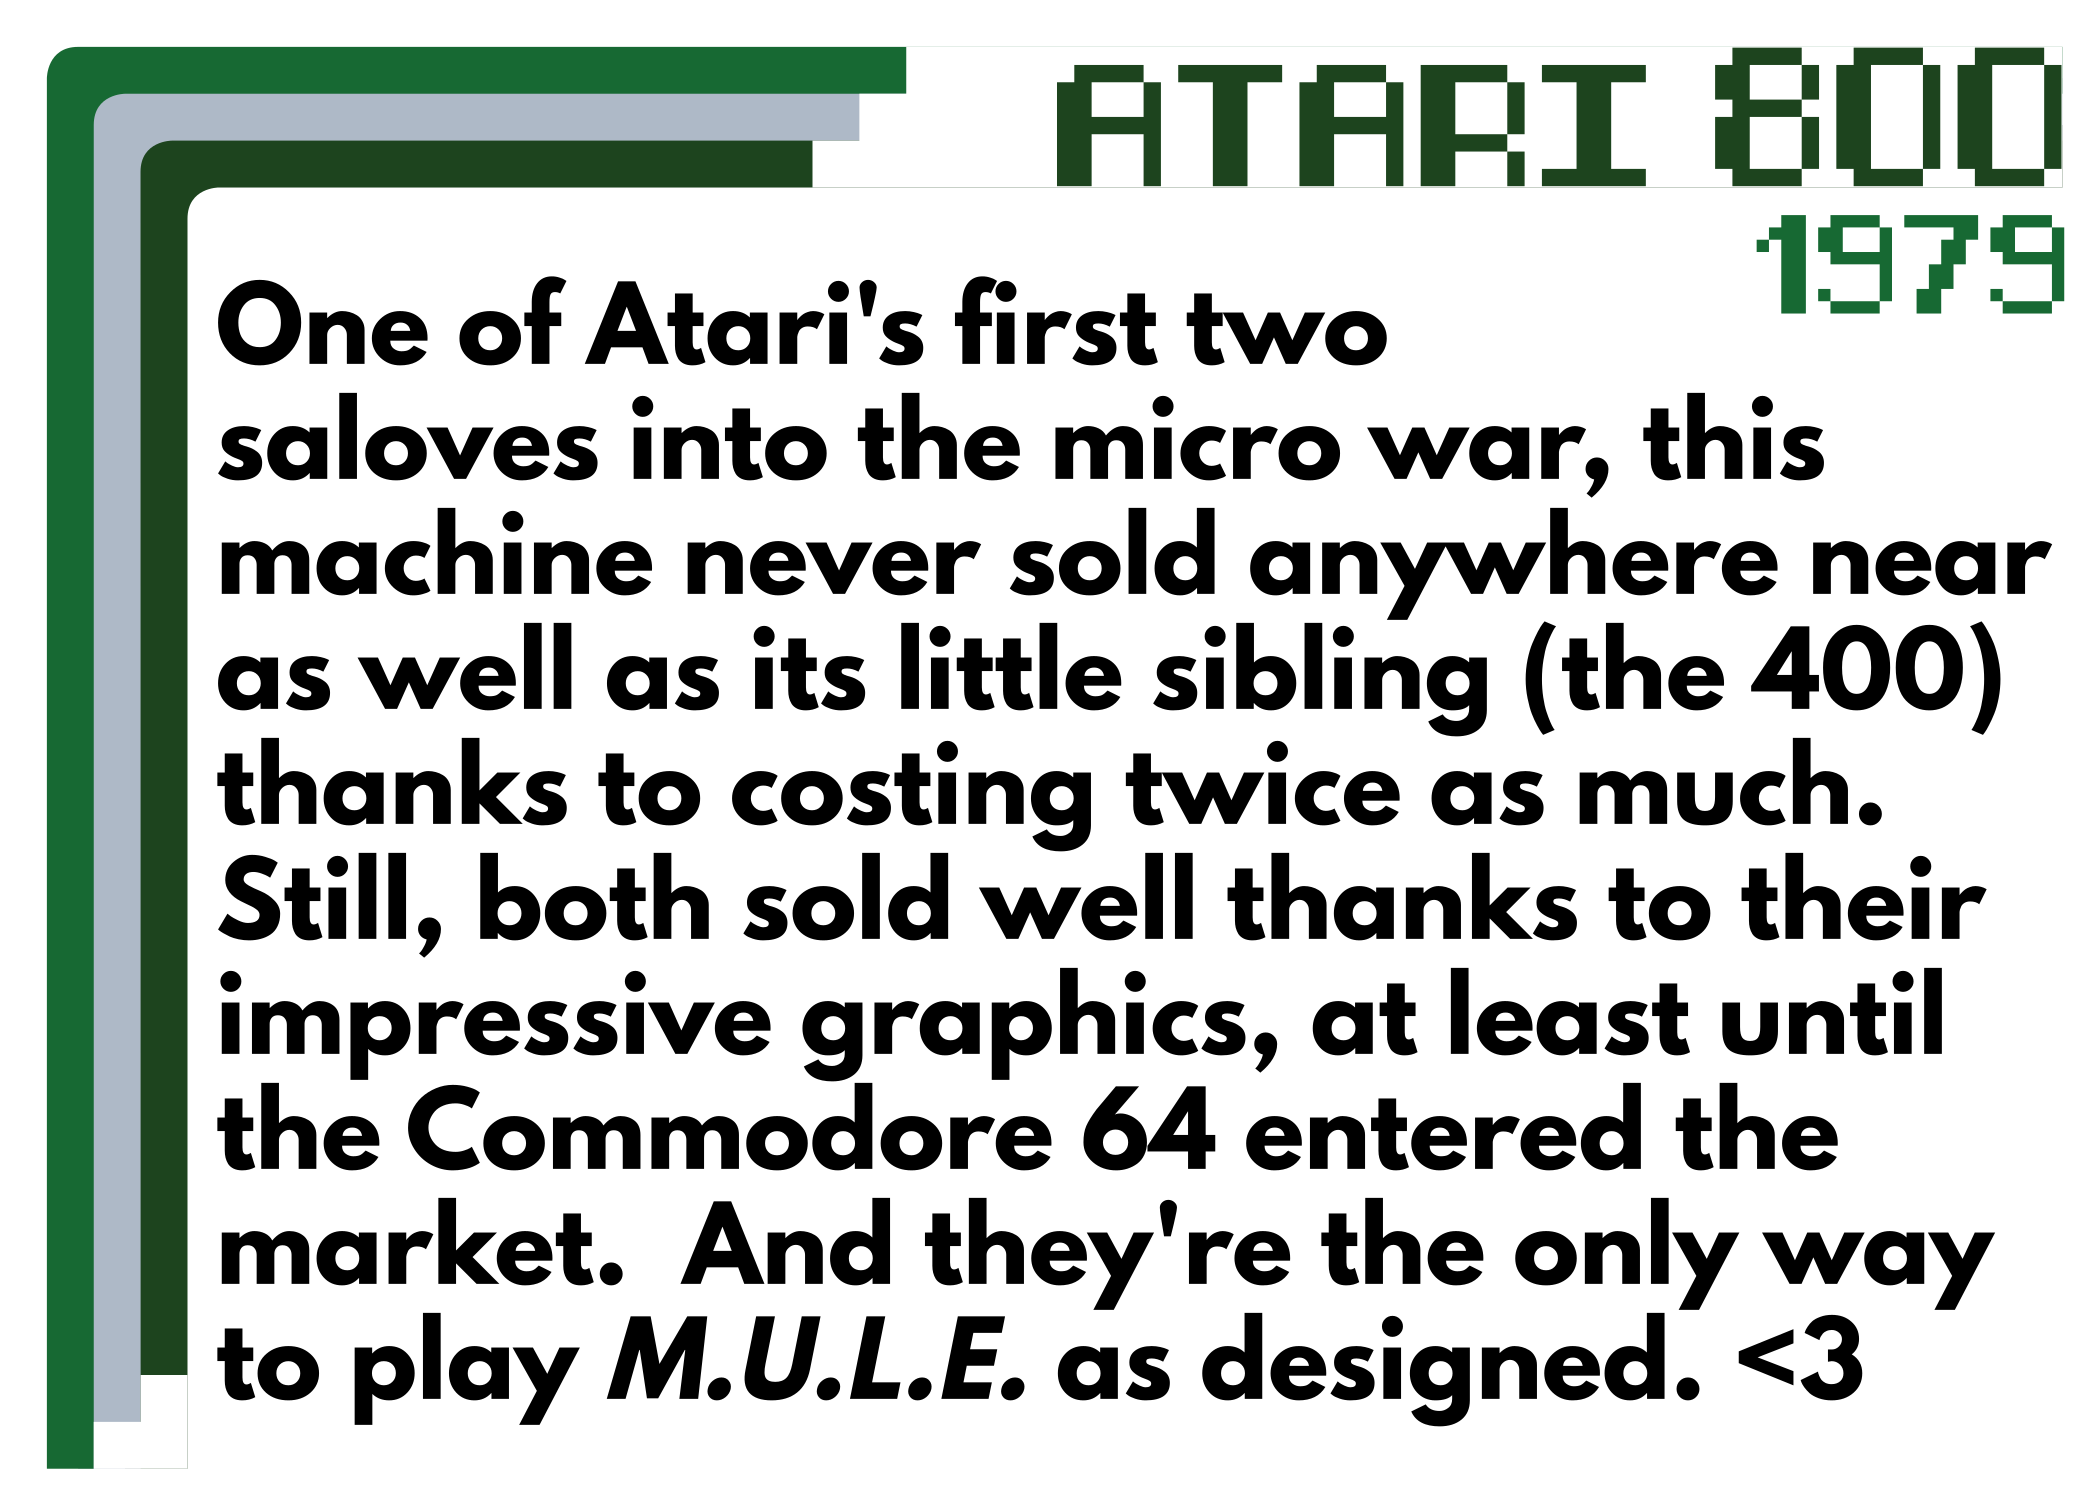 ATARI 800
1979
One of Atari's first two
saloves into the micro war, this
machine never sold anywhere near
as well as its little sibling (the 400)
thanks to costing twice as much.
Still, both sold well thanks to their
impressive graphics, at least until
the Commodore 64 entered the
market.  And they're the only way
to play M.U.L.E. as designed. <3